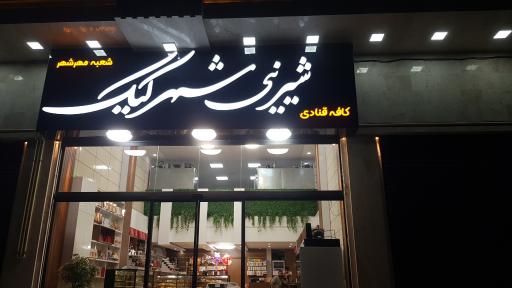 شیرینی شهر کیک
کافه قنادی
شعبه مهرشهر